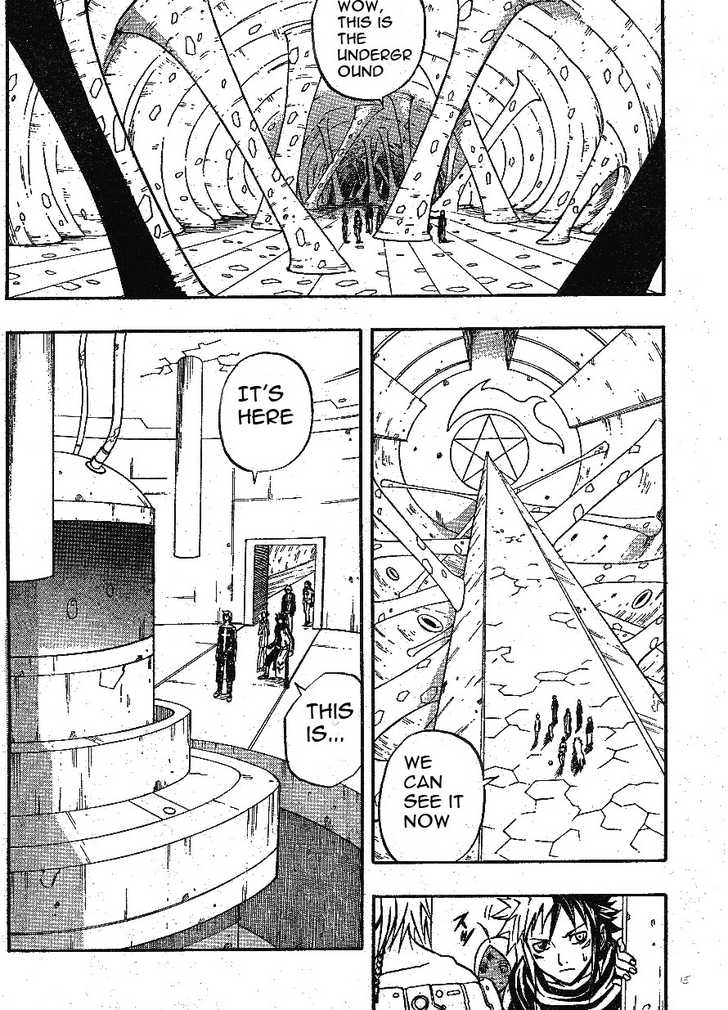 WOW,
THIS IS
THE
UNDERGR
OUND
WE
CAN
SEE IT
NOW
IT'S
HERE
THIS
IS...